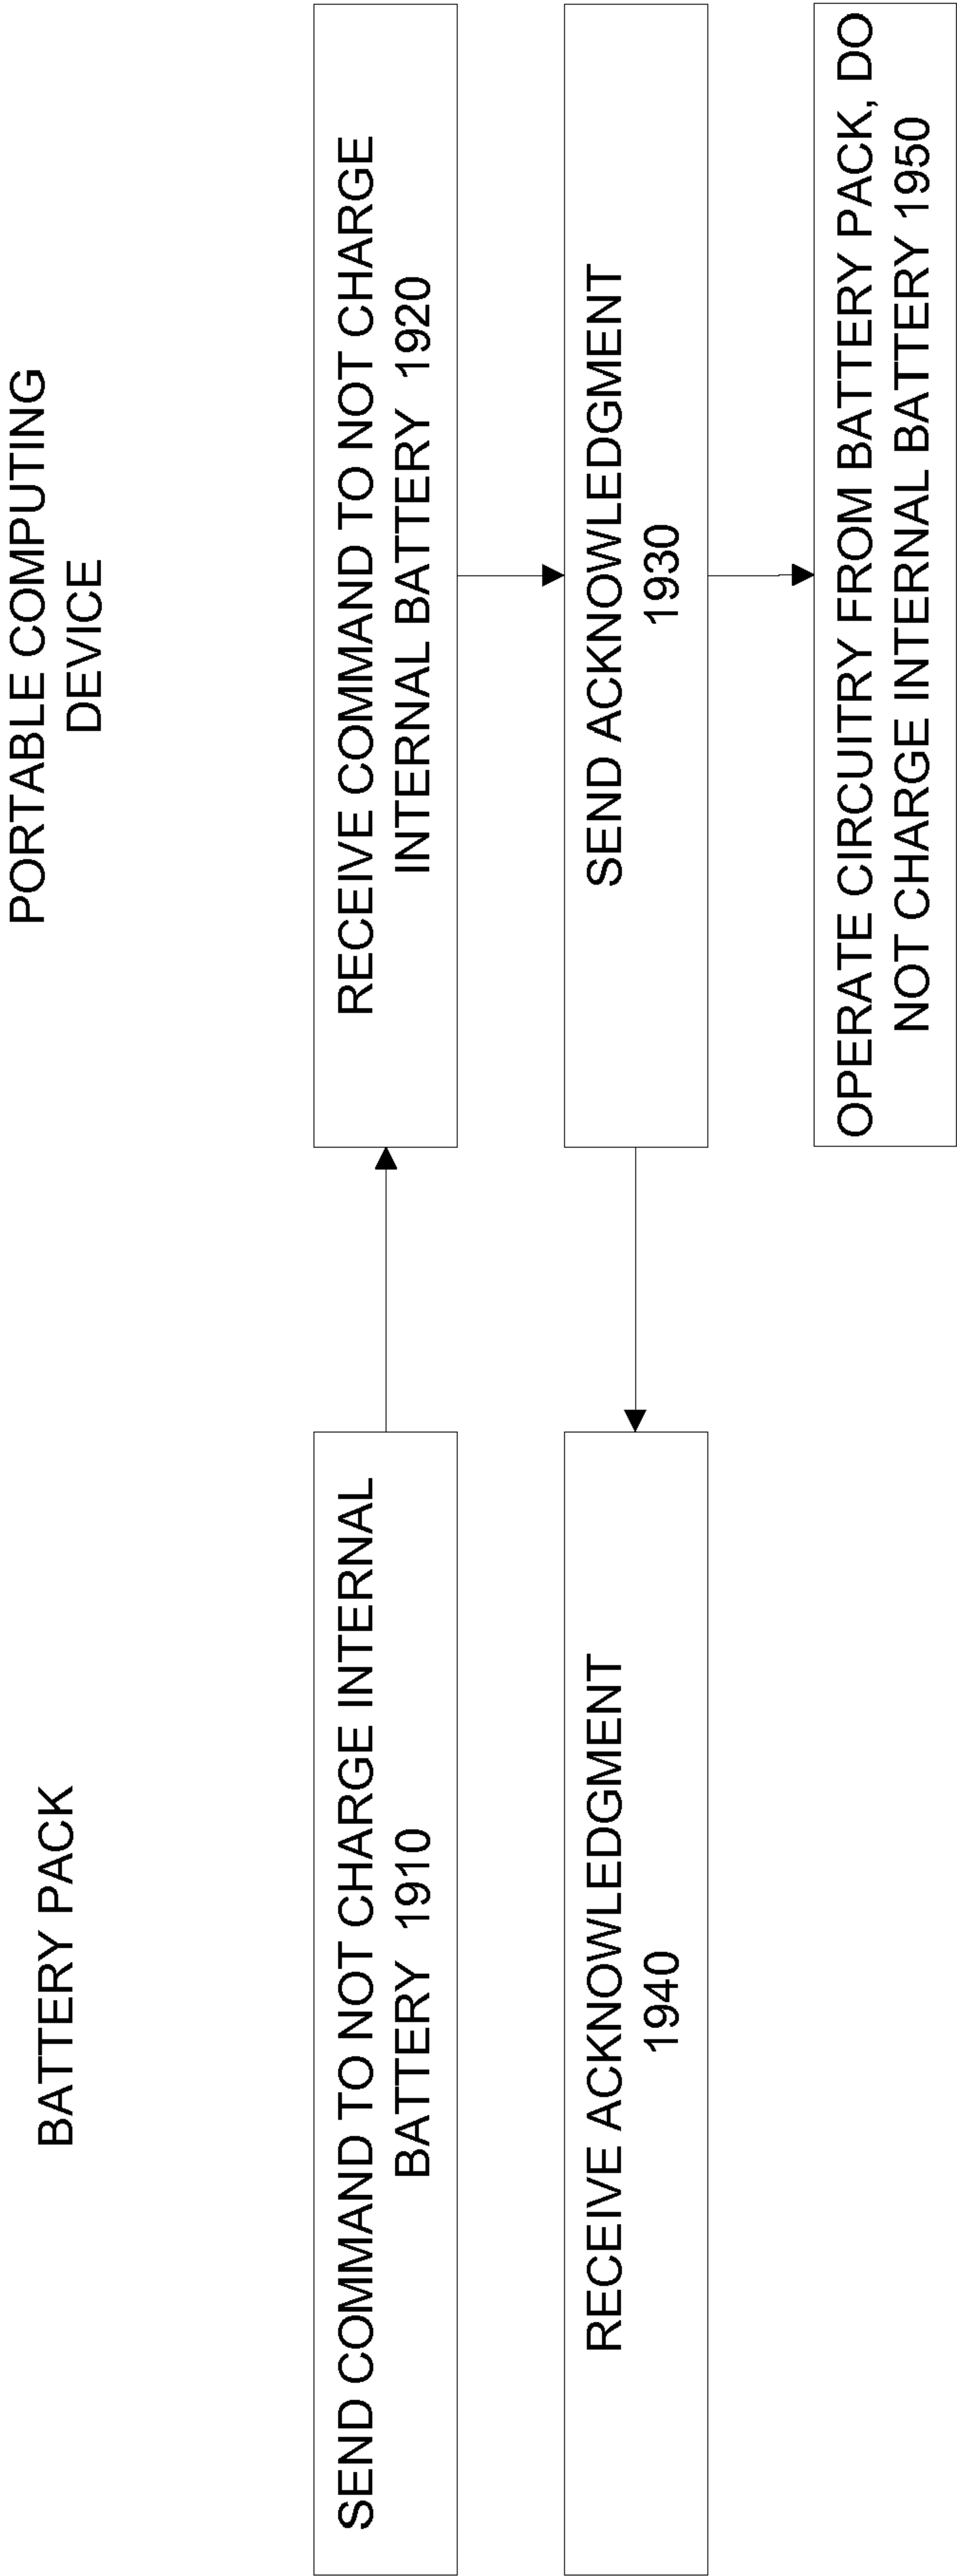 BATTERY PACK
PORTABLE COMPUTING
DEVICE
SEND COMMAND TO NOT CHARGE INTERNAL
BATTERY 1910
RECEIVE COMMAND TO NOT CHARGE
INTERNAL BATTERY 1920
RECEIVE ACKNOWLEDGMENT
1940
SEND ACKNOWLEDGMENT
1930
OPERATE CIRCUITRY FROM BATTERY PACK, DO
NOT CHARGE INTERNAL BATTERY 1950